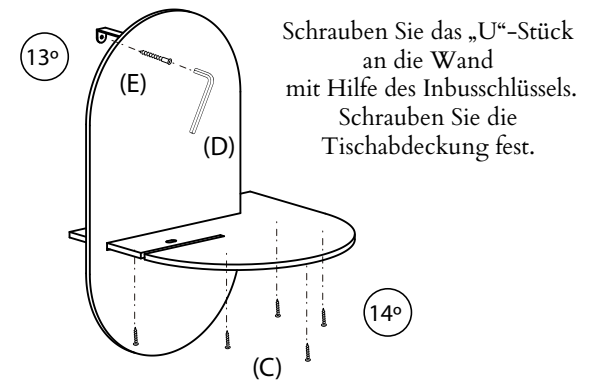 13º
(E)
(D)
Schrauben Sie das „U“-Stück
an die Wand
mit Hilfe des Inbusschlüssels.
Schrauben Sie die
Tischabdeckung fest.
14º
(C)